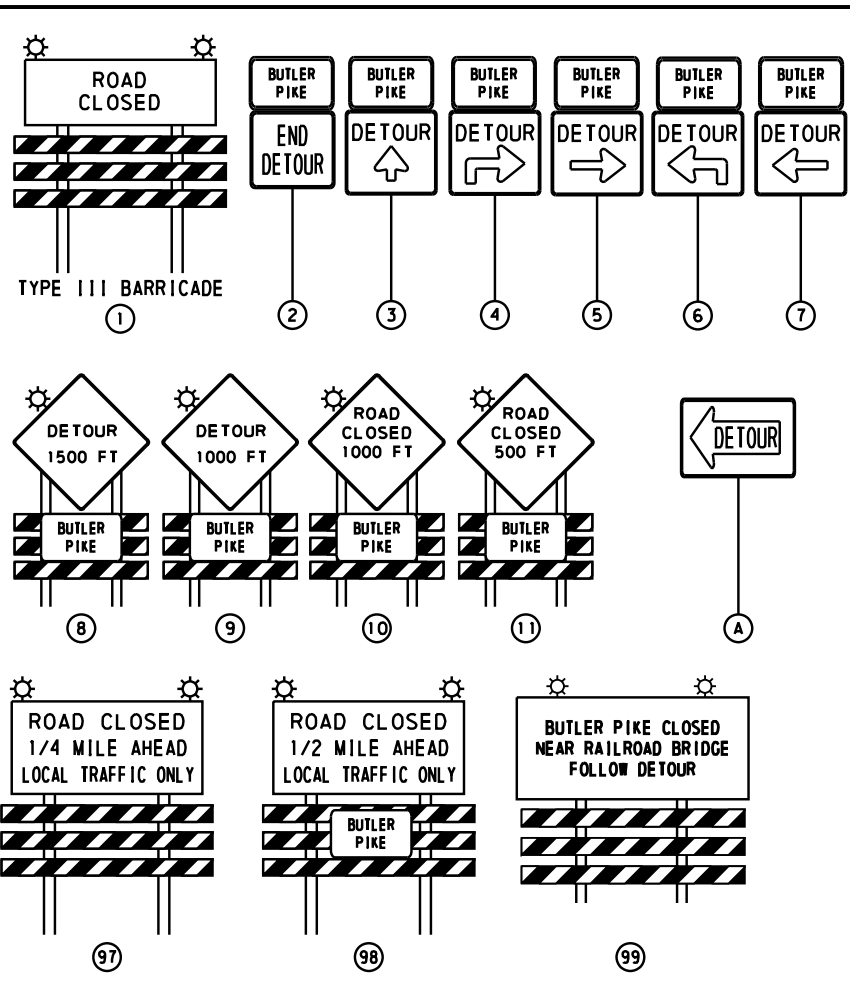 ROAD
CLOSED
TYPE III BARRICADE
1
BUTLER
PIKE
END
DETOUR
2
BUTLER
PIKE
DETOUR
3
BUTLER
PIKE
DETOUR
4
BUTLER
PIKE
DETOUR
5
BUTLER
PIKE
DETOUR
6
BUTLER
PIKE
DETOUR
7
DETOUR
1500 FT
BUTLER
PIKE
8
DETOUR
1000 FT
BUTLER
PIKE
9
ROAD
CLOSED
1000 FT
BUTLER
PIKE
10
ROAD
CLOSED
500 FT
BUTLER
PIKE
11
DETOUR
A
ROAD CLOSED
1/4 MILE AHEAD
LOCAL TRAFFIC ONLY
97
ROAD CLOSED
1/2 MILE AHEAD
LOCAL TRAFFIC ONLY
BUTLER
PIKE
98
BUTLER PIKE CLOSED
NEAR RAILROAD BRIDGE
FOLLOW DETOUR
99